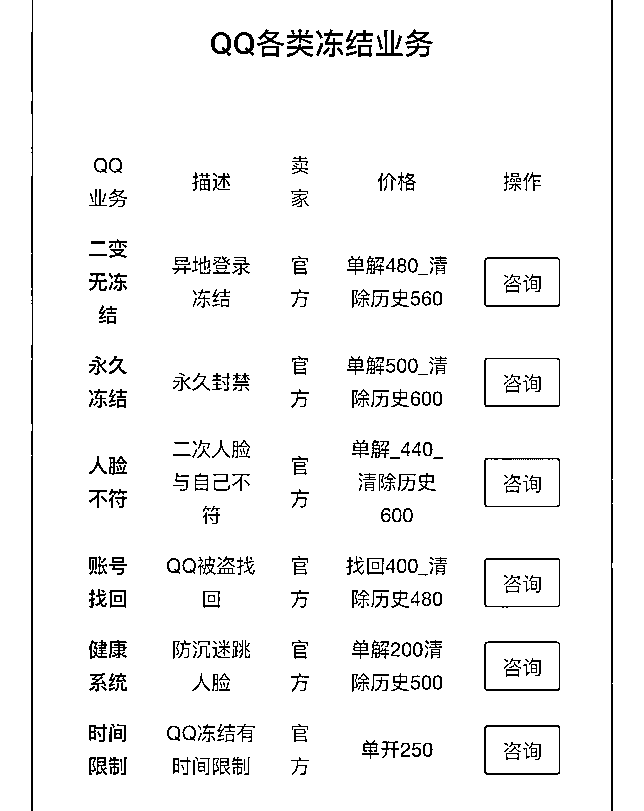 QQ各类冻结业务
QQ
业务
描述
卖
家
价格
操作
二变
无冻
结
异地登录
冻结
官
方
单解480_清
除历史560
咨询
永久
冻结
永久封禁
官
方
单解500_清
除历史600
咨询
人脸
不符
二次人脸
与自己不
符
官
方
单解_440_
清除历史
600
咨询
账号
找回
QQ被盗找
回
官
方
找回400_清
除历史480
咨询
健康
系统
防沉迷跳
人脸
官
方
单解200清
除历史500
咨询
时间
限制
QQ冻结有
时间限制
官
方
单开250
咨询